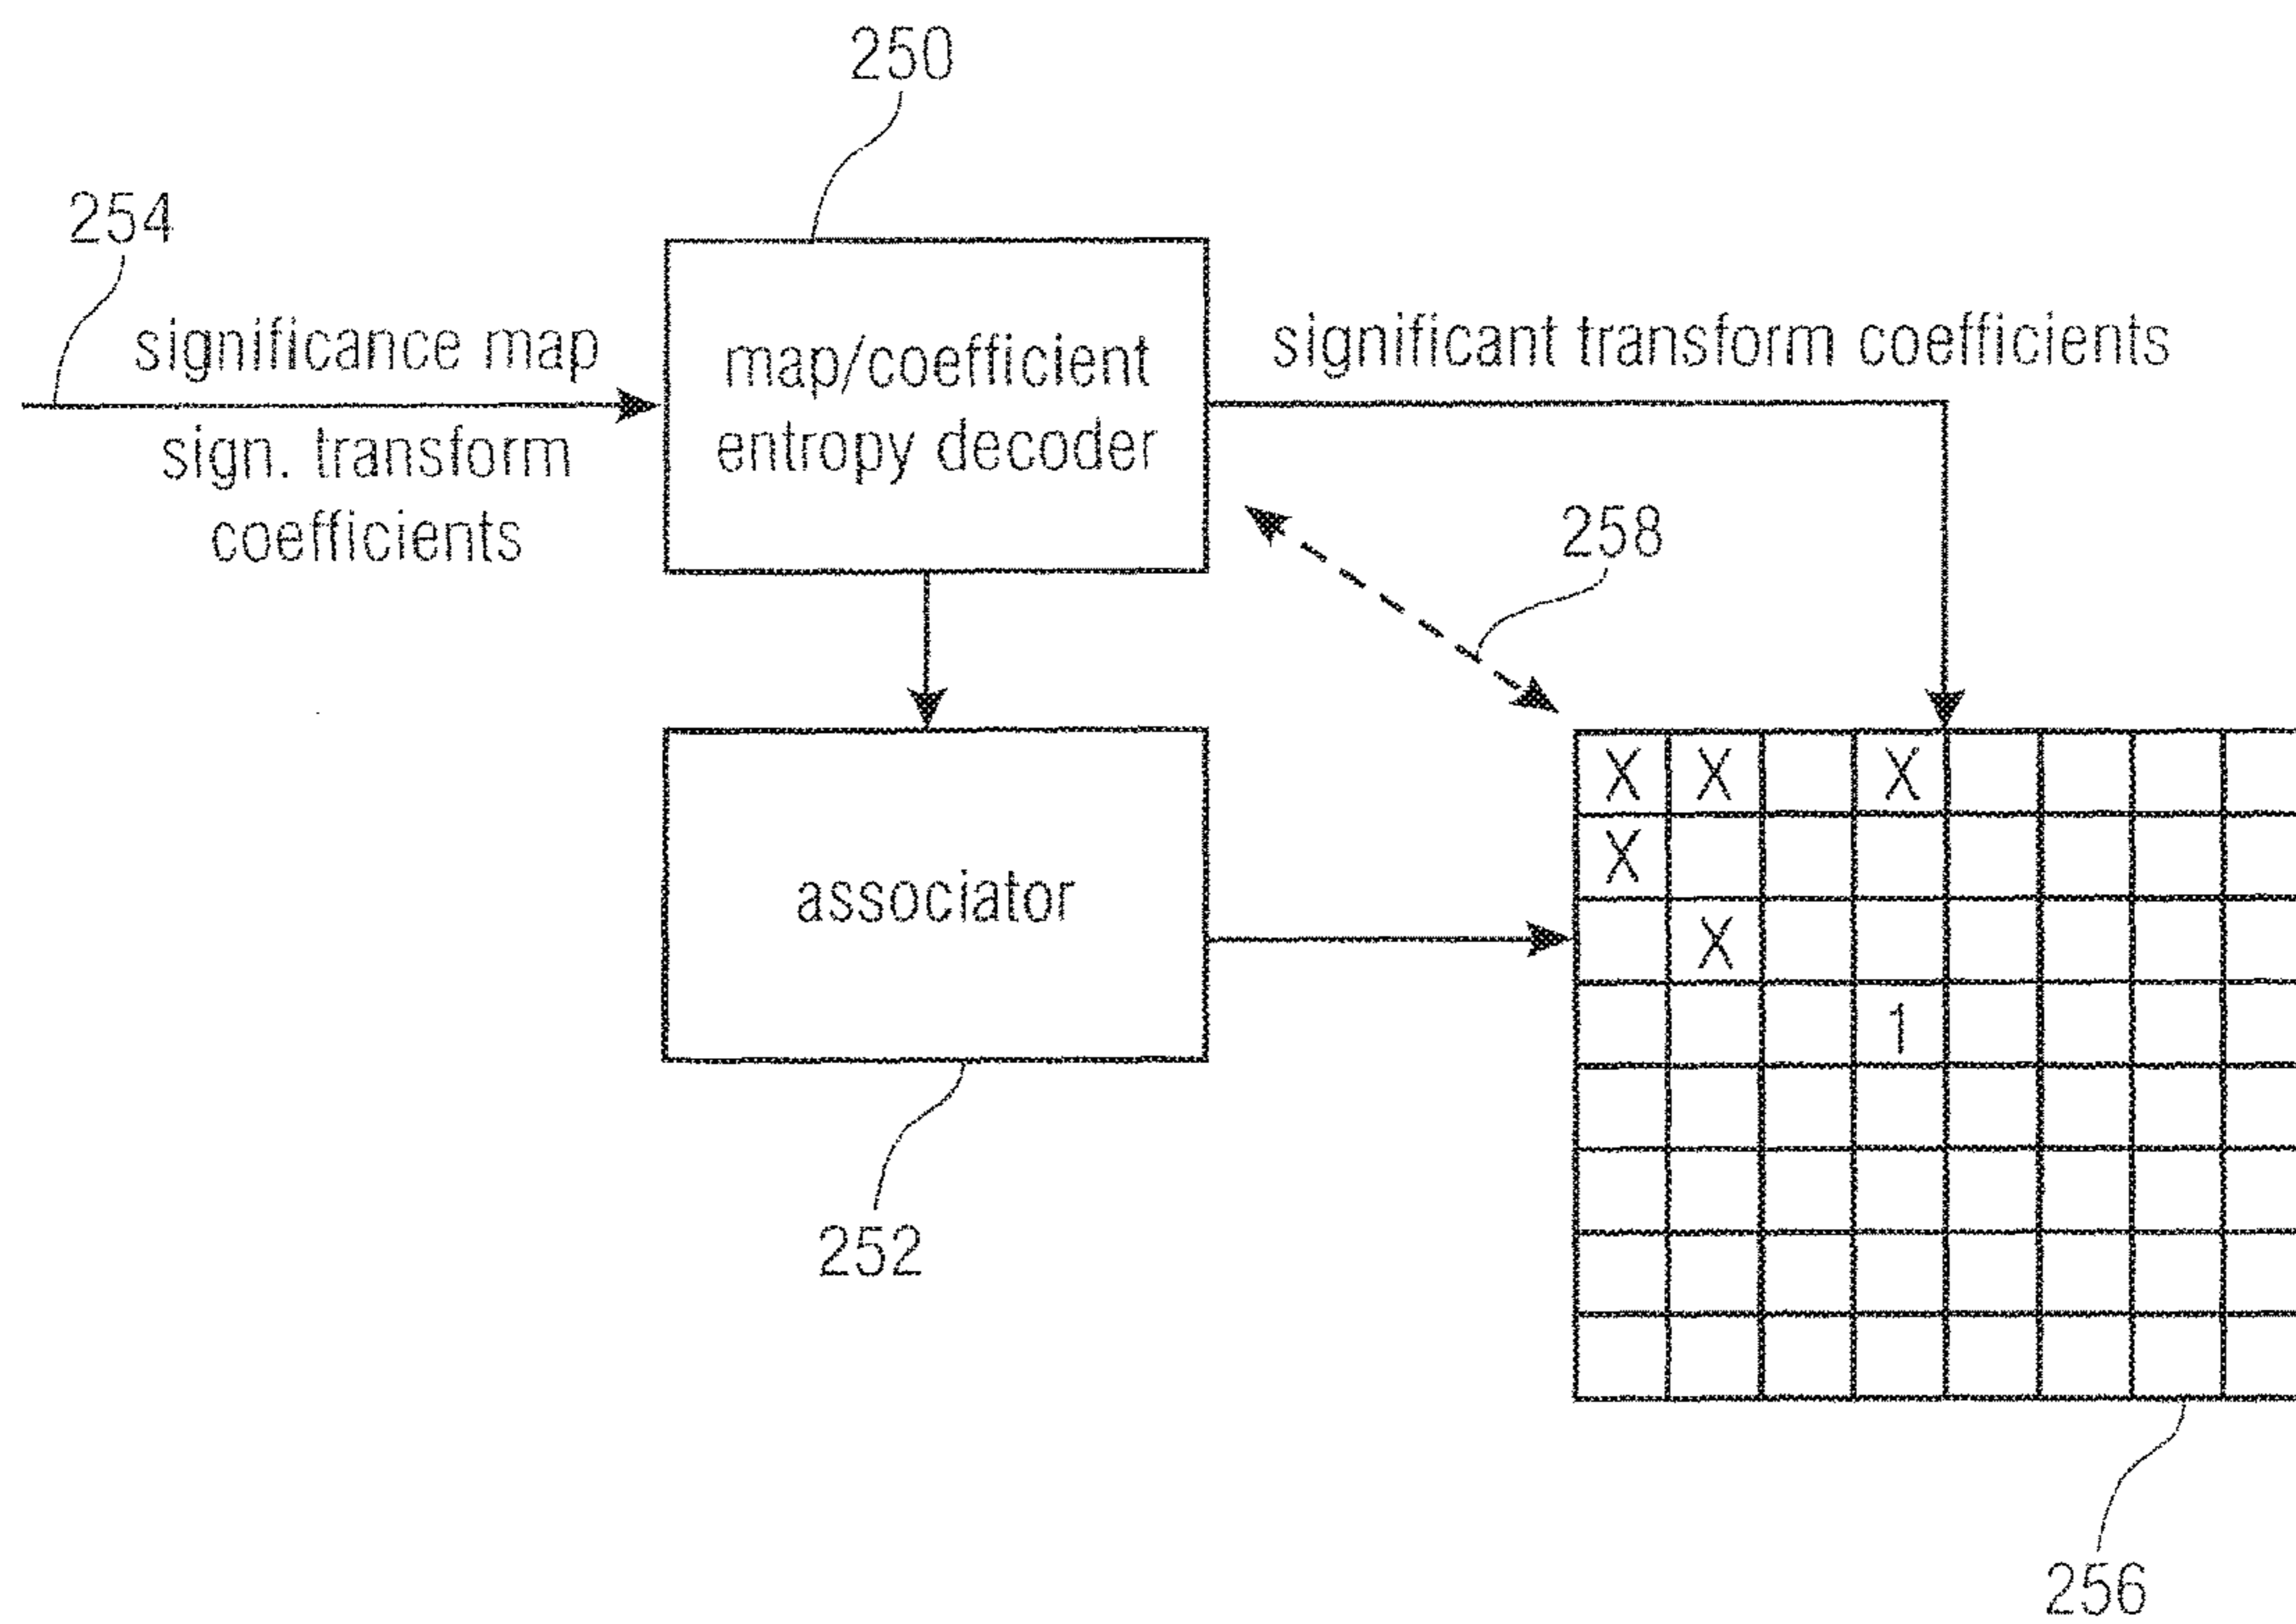 250
254
significance map
sign. transform
coefficients
map/coefficient
entropy decoder
significant transform coefficients
258
associator
X X X
X
X
1
252
256